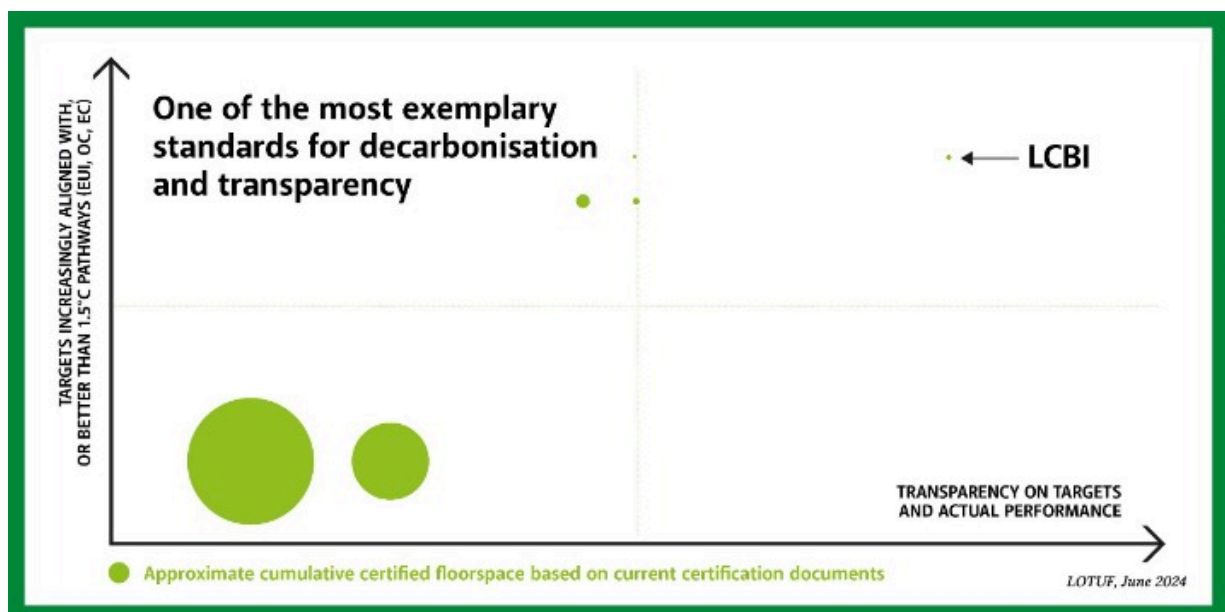 TARGETS INCREASINGLY ALIGNED WITH,
OR BETTER THAN 1.5°C PATHWAYS (EUI, OC, EC)
One of the most exemplary
standards for decarbonisation
and transparency
LCBI
TRANSPARENCY ON TARGETS
AND ACTUAL PERFORMANCE
Approximate cumulative certified floorspace based on current certification documents
LOTUF, June 2024